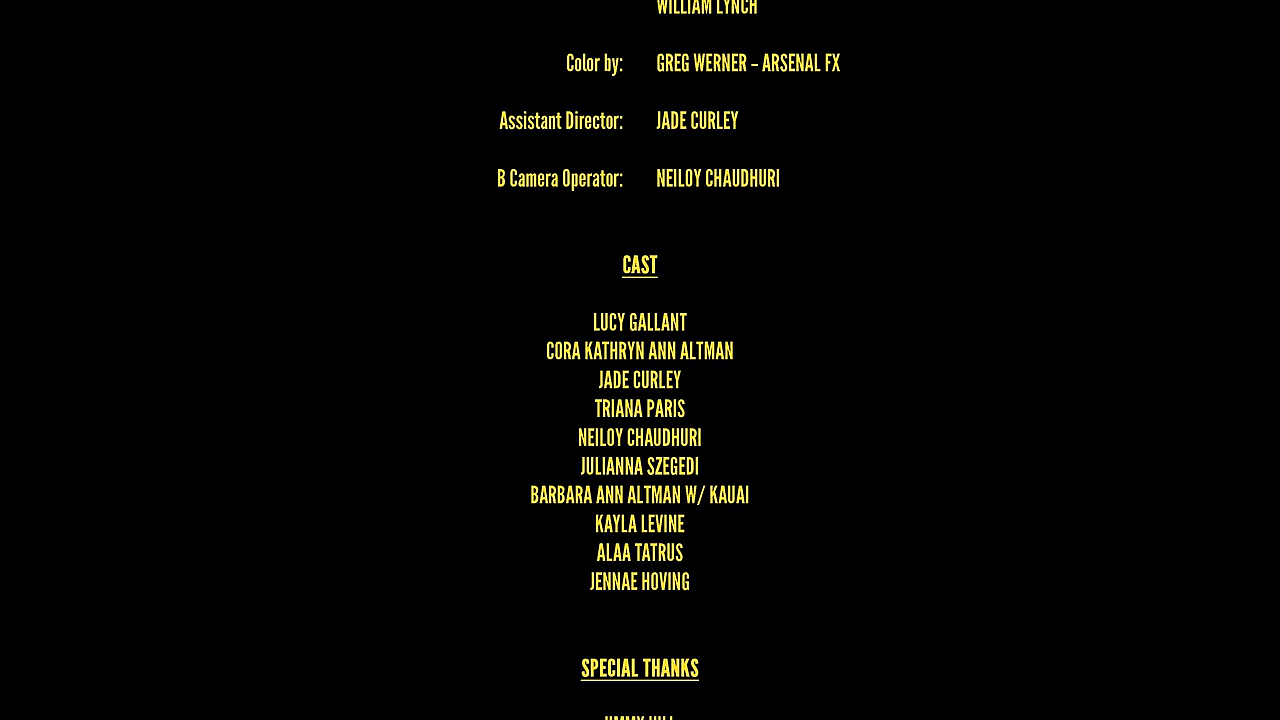 WILLIAM LYNCH
Color by: GREG WERNER – ARSENAL FX
Assistant Director: JADE CURLEY
B Camera Operator: NEILOY CHAUDHURI
CAST
LUCY GALLANT
CORA KATHRYN ANN ALTMAN
JADE CURLEY
TRIANA PARIS
NEILOY CHAUDHURI
JULIANNA SZEGEDI
BARBARA ANN ALTMAN W/ KAUAI
KAYLA LEVINE
ALAA TATRUS
JENNAE HOVING
SPECIAL THANKS